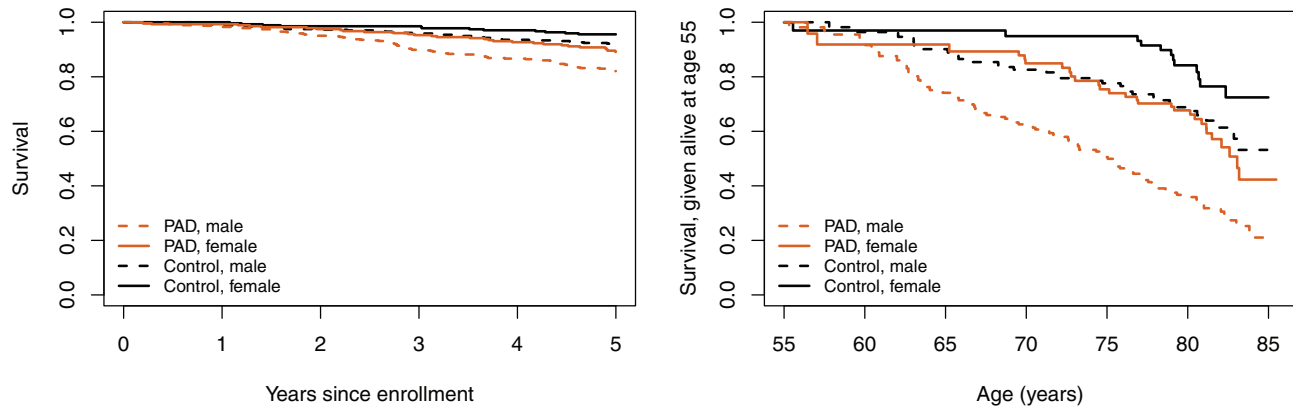 Survival
0.0 0.2 0.4 0.6 0.8 1.0
PAD, male
PAD, female
Control, male
Control, female
0 1 2 3 4 5
Years since enrollment
Survival, given alive at age 55
0.0 0.2 0.4 0.6 0.8 1.0
PAD, male
PAD, female
Control, male
Control, female
55 60 65 70 75 80 85
Age (years)